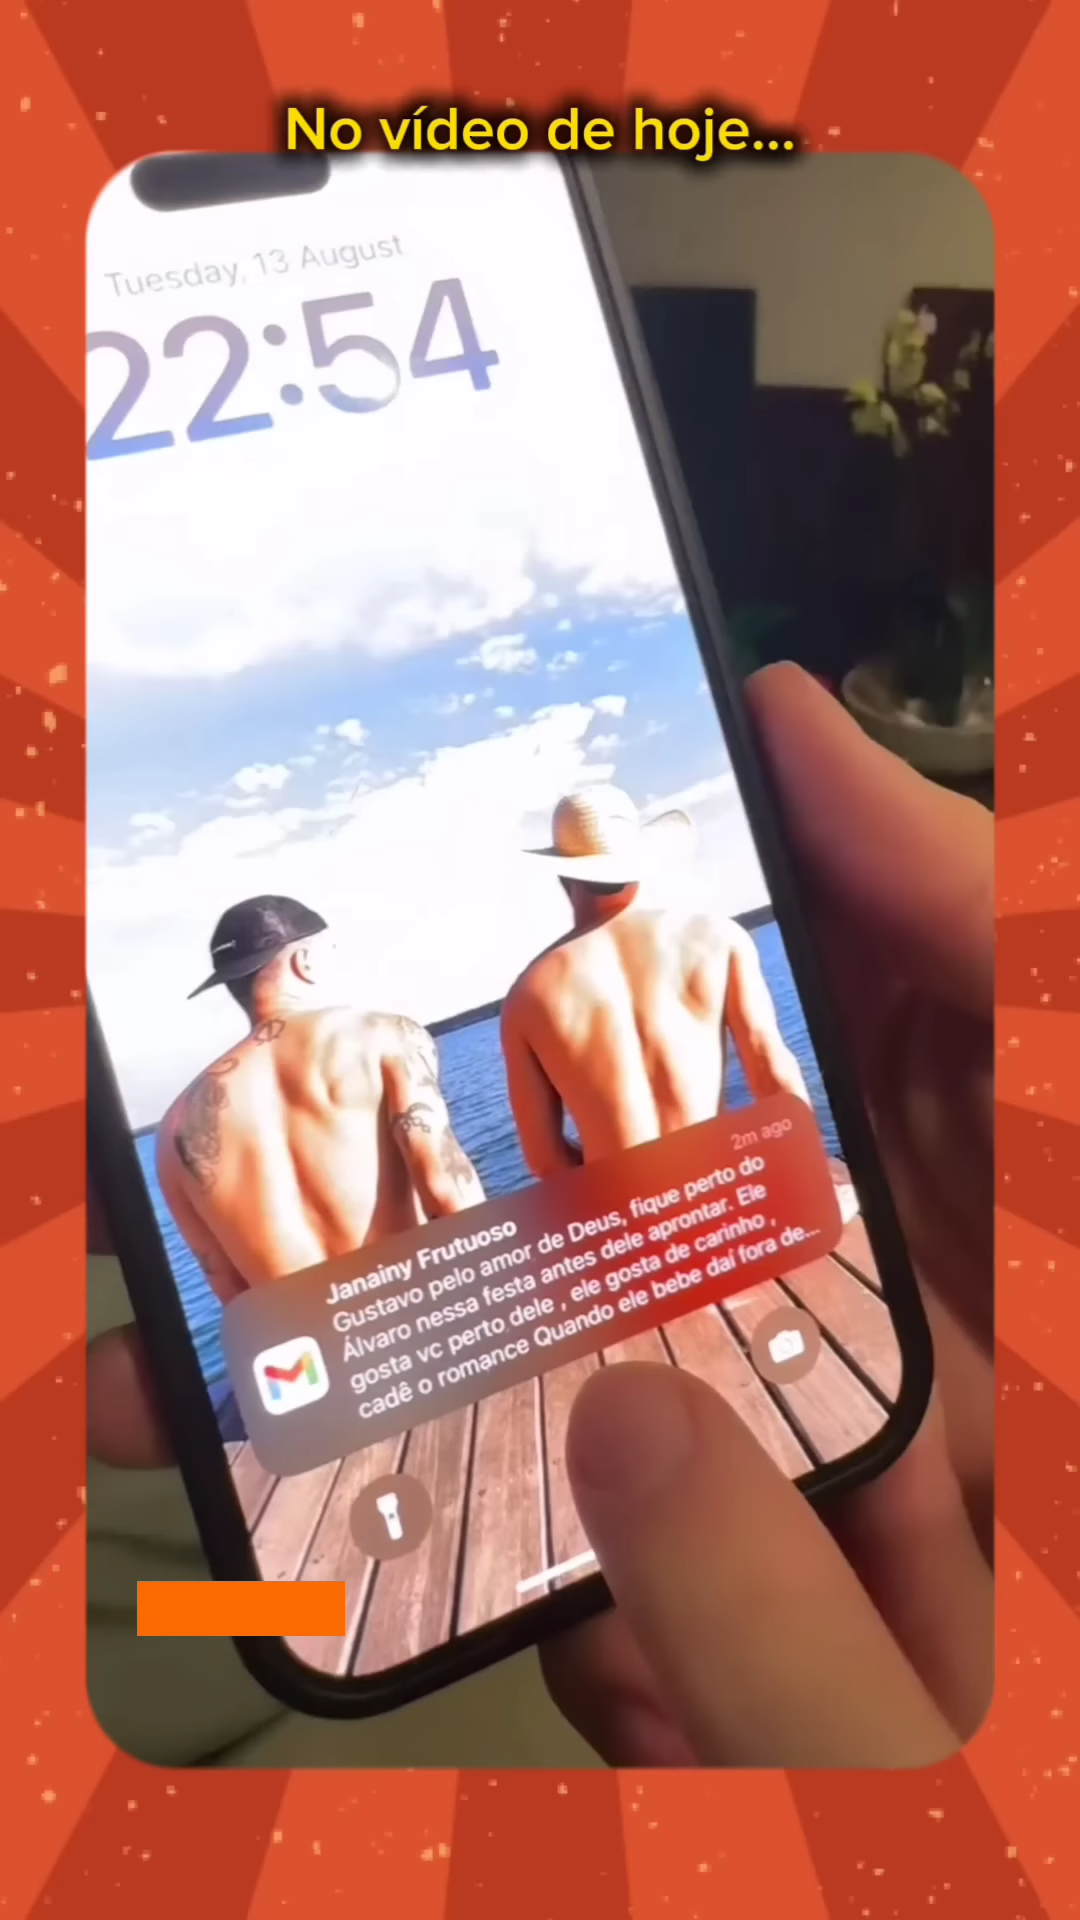 No vídeo de hoje...
Tuesday, 13 August
22:54
2m ago
Janainy Frutuoso
Gustavo pelo amor de Deus, fique perto do
Álvaro nessa festa antes dele aprontar. Ele
gosta vc perto dele , ele gosta de carinho ,
cadê o romance Quando ele bebe daí fora de...